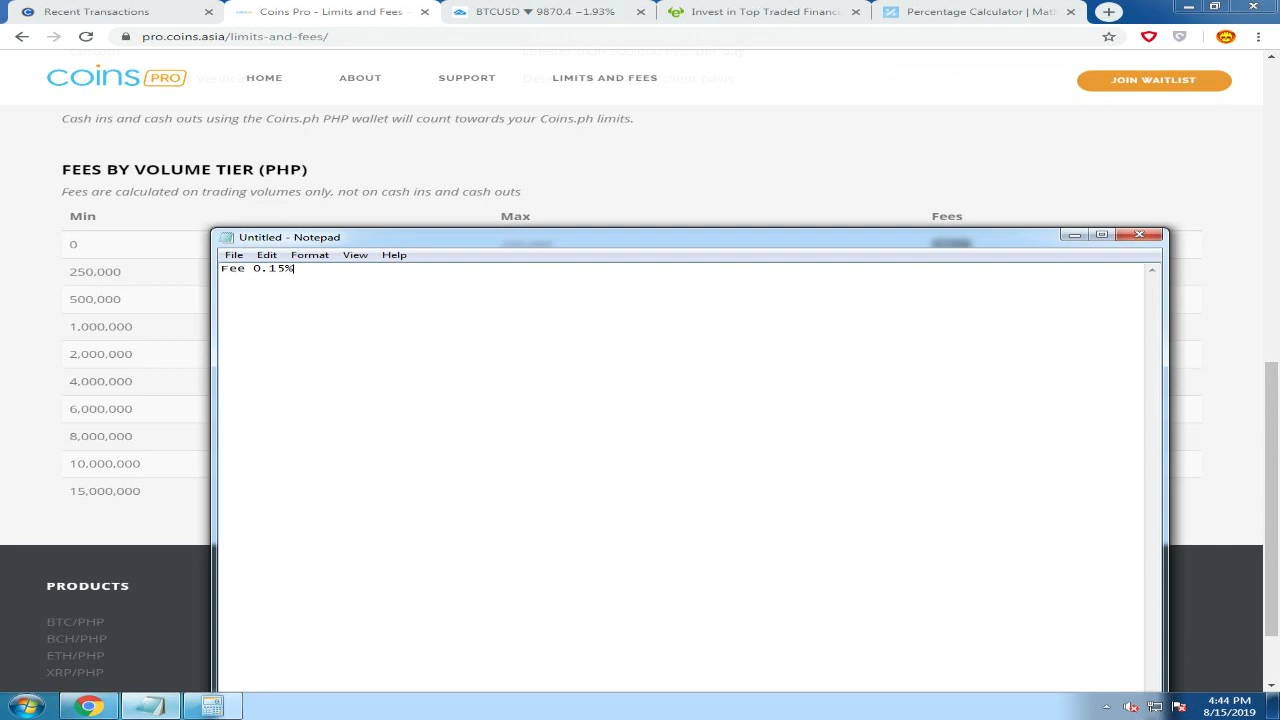 Recent Transactions
Coins Pro - Limits and Fees -
BTCUSD ▼ 9870.4 −1.93%
Invest in Top Traded Financ
Percentage Calculator | Math
pro.coins.asia/limits-and-fees/
coins PRO
HOME
ABOUT
SUPPORT
LIMITS AND FEES
JOIN WAITLIST
Cash ins and cash outs using the Coins.ph PHP wallet will count towards your Coins.ph limits.
FEES BY VOLUME TIER (PHP)
Fees are calculated on trading volumes only, not on cash ins and cash outs
Min Max Fees
0
250,000
500,000
1,000,000
2,000,000
4,000,000
6,000,000
8,000,000
10,000,000
15,000,000
Untitled - Notepad
File Edit Format View Help
Fee 0.15%
PRODUCTS
BTC/PHP
BCH/PHP
ETH/PHP
XRP/PHP
4:44 PM
8/15/2019